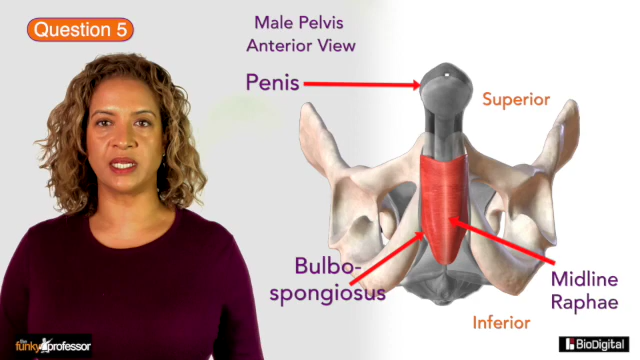 Question 5
Male Pelvis
Anterior View
Penis
Superior
Bulbo-
spongiosus
Midline
Raphae
Inferior
the
funky professor
BioDigital